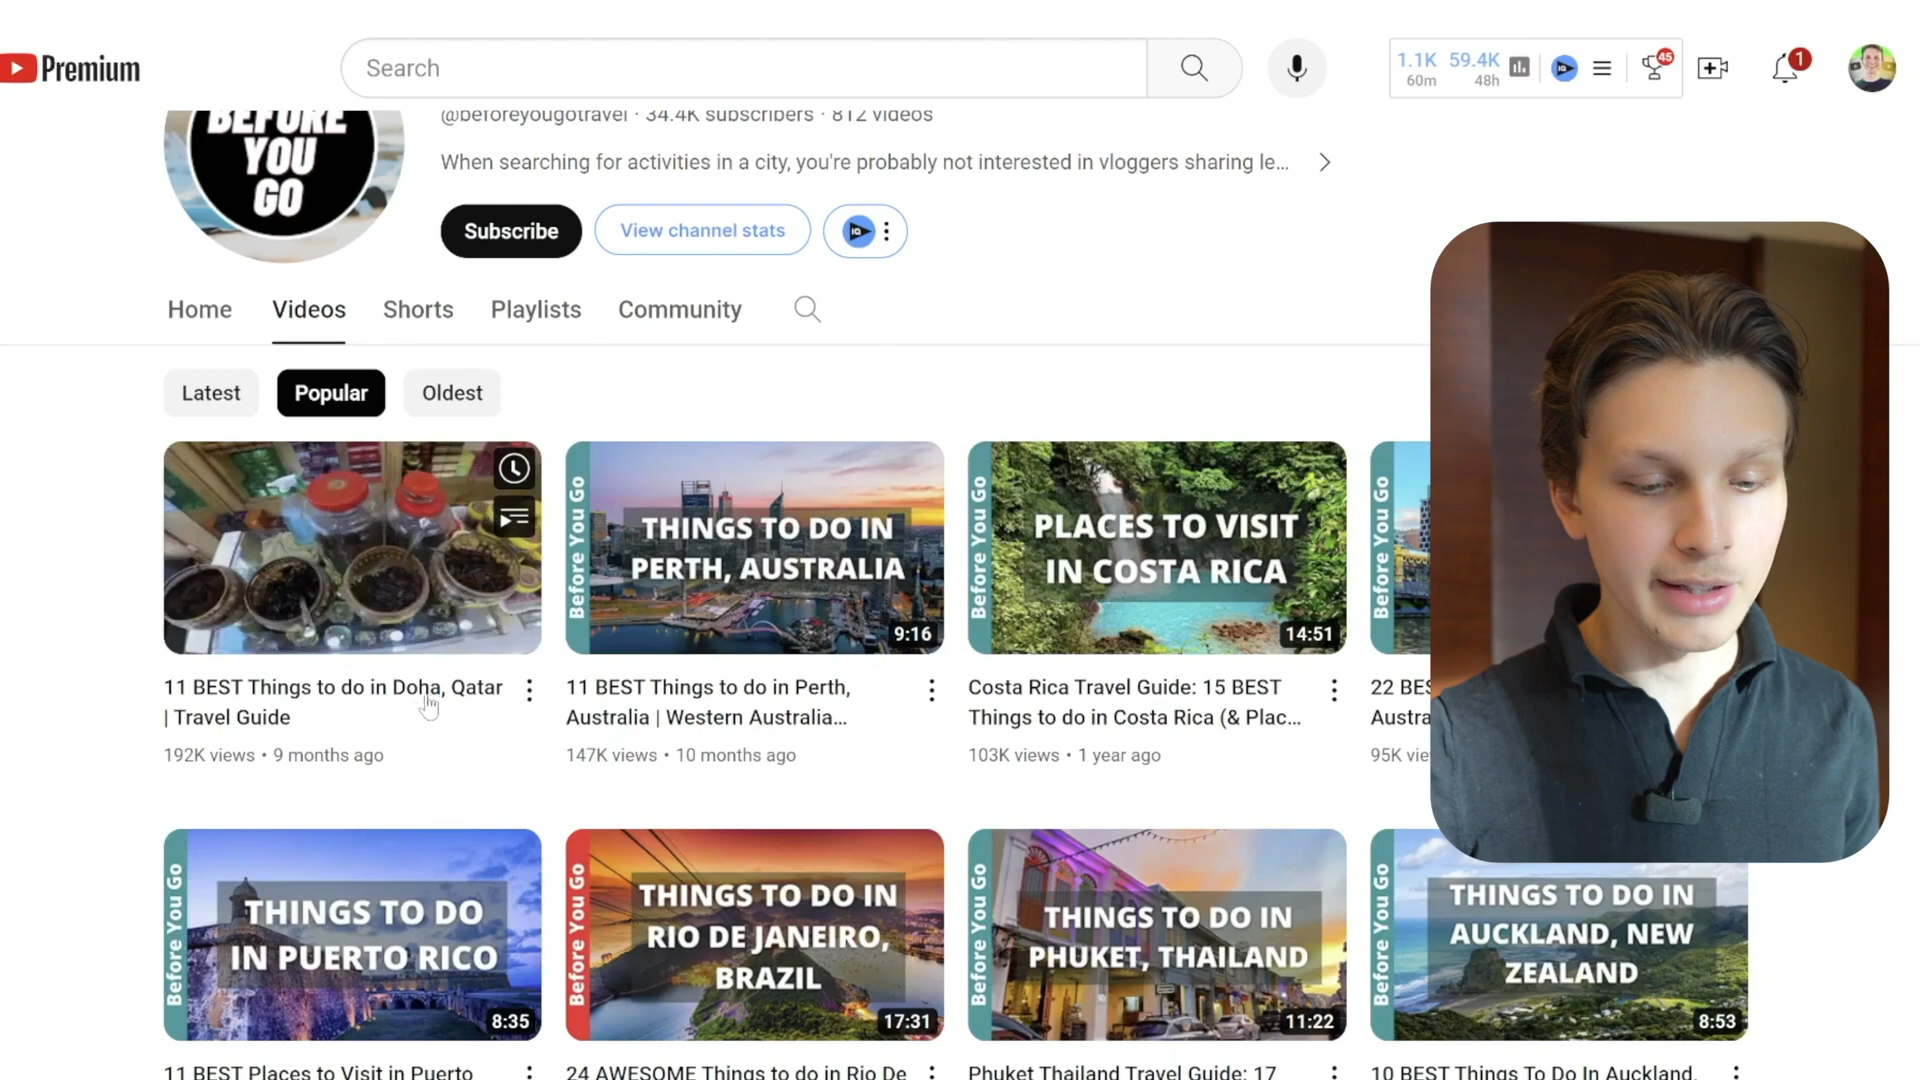 Premium
Search
1.1K 59.4K
60m 48h
45
1
BEFORE
YOU
GO
@beforeyougotravel · 34.4K subscribers · 812 videos
When searching for activities in a city, you're probably not interested in vloggers sharing le...
Subscribe
View channel stats
IQ
Home Videos Shorts Playlists Community
Latest Popular Oldest
Before You Go
THINGS TO DO IN
PERTH, AUSTRALIA
9:16
Before You Go
PLACES TO VISIT
IN COSTA RICA
14:51
Before You Go
11 BEST Things to do in Doha, Qatar
| Travel Guide
192K views • 9 months ago
11 BEST Things to do in Perth,
Australia | Western Australia...
147K views • 10 months ago
Costa Rica Travel Guide: 15 BEST
Things to do in Costa Rica (& Plac...
103K views • 1 year ago
22 BES
Austra
95K vie
Before You Go
THINGS TO DO
IN PUERTO RICO
8:35
Before You Go
THINGS TO DO IN
RIO DE JANEIRO,
BRAZIL
17:31
Before You Go
THINGS TO DO IN
PHUKET, THAILAND
11:22
Before You Go
THINGS TO DO IN
AUCKLAND, NEW
ZEALAND
8:53
11 BEST Places to Visit in Puerto
24 AWESOME Things to do in Rio De
Phuket Thailand Travel Guide: 17
10 BEST Things To Do In Auckland,